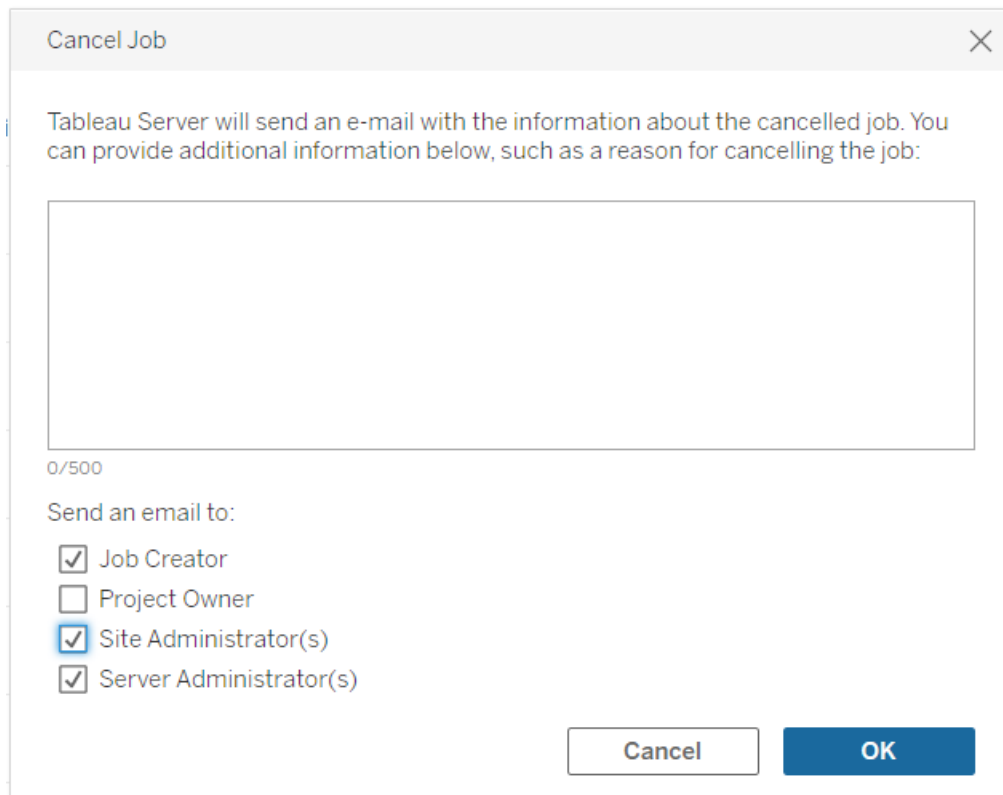 Cancel Job
Tableau Server will send an e-mail with the information about the cancelled job. You
can provide additional information below, such as a reason for cancelling the job:
0/500
Send an email to:
Job Creator
Project Owner
Site Administrator(s)
Server Administrator(s)
Cancel
OK